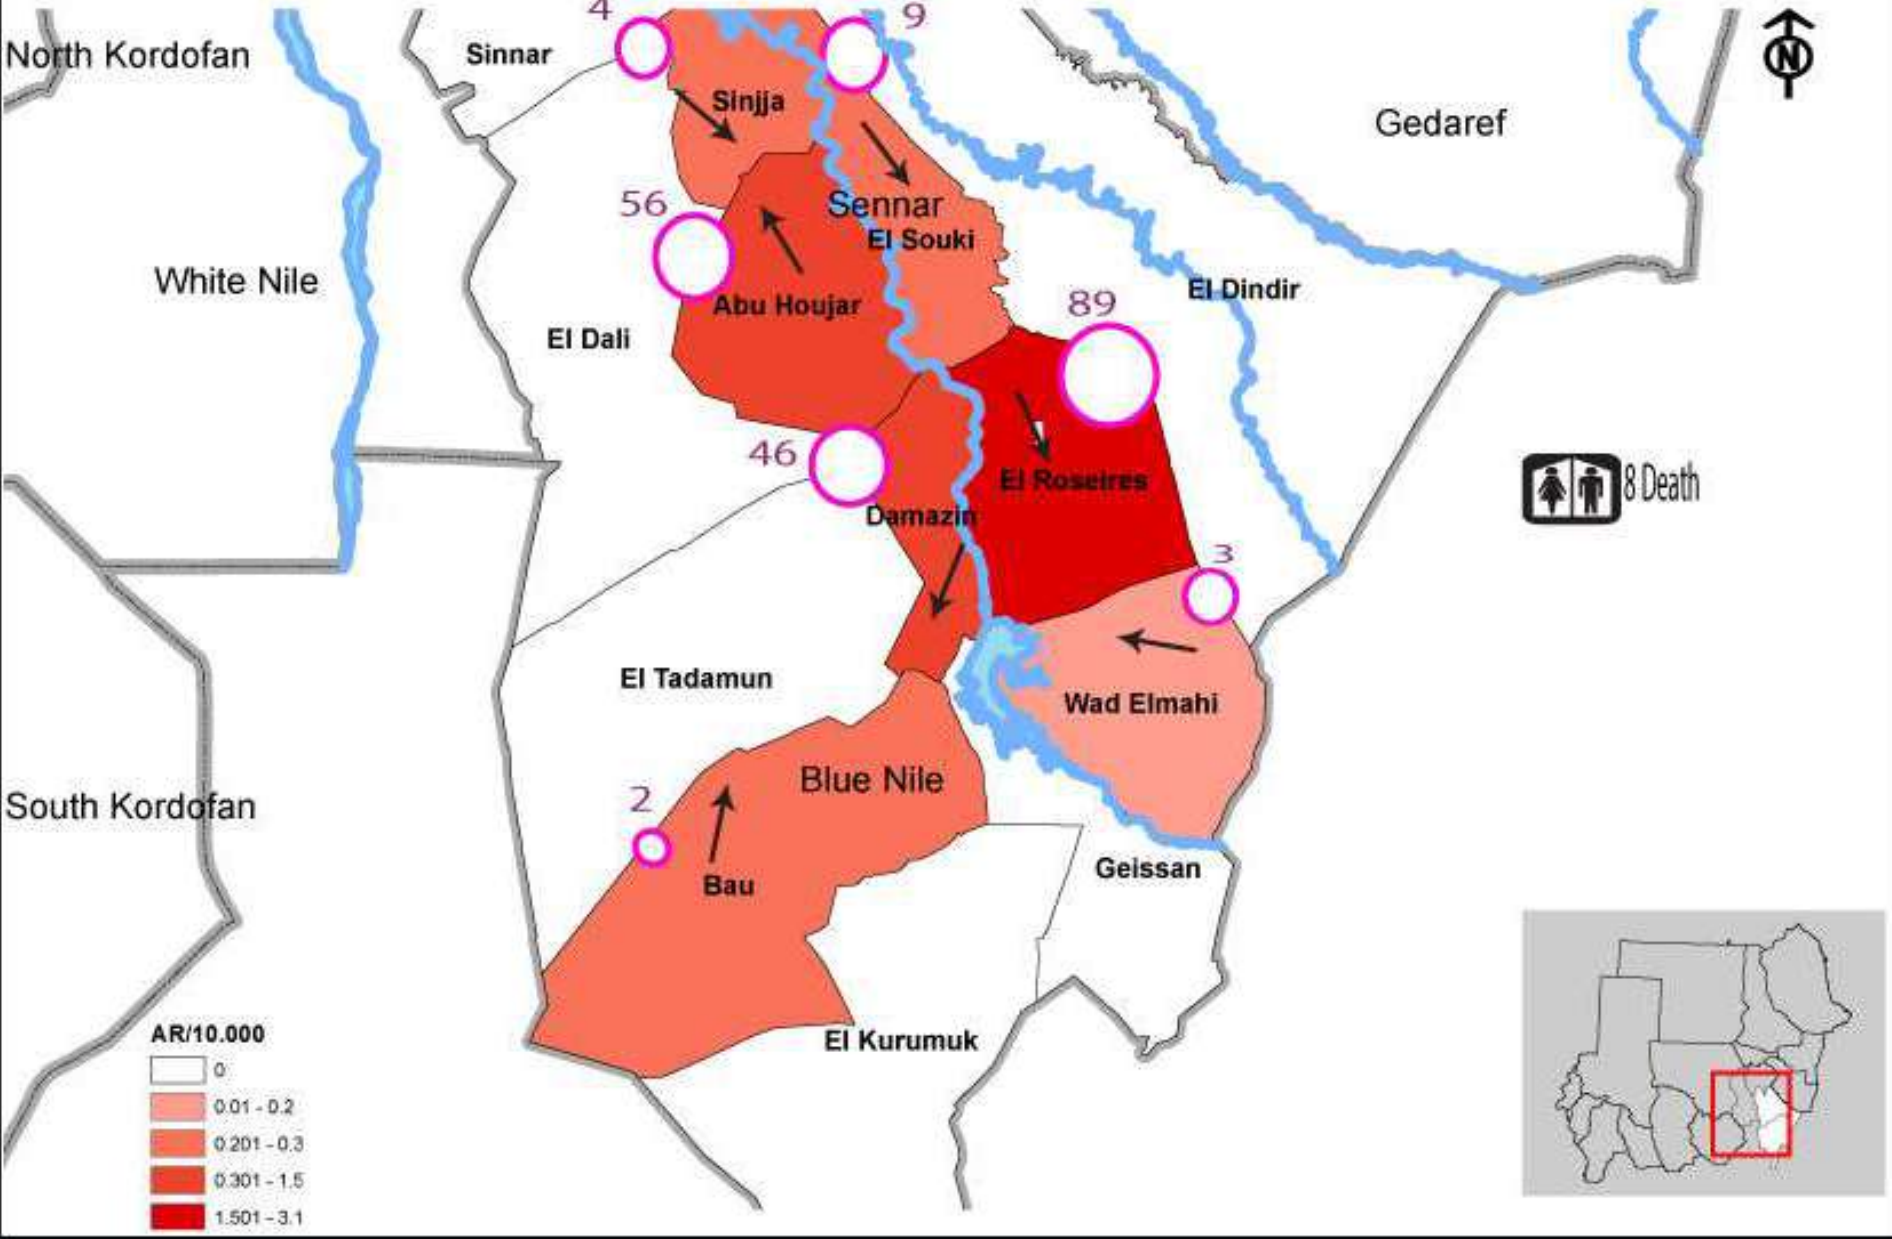 4
9
North Kordofan
Sinnar
N
Sinjja
Gedaref
56
Sennar
El Souki
White Nile
El Dindir
Abu Houjar
89
El Dali
46
El Roseires
8 Death
Damazin
3
El Tadamun
Wad Elmahi
Blue Nile
2
South Kordofan
Geissan
Bau
El Kurumuk
AR/10.000
0
0.01 - 0.2
0.201 - 0.3
0.301 - 1.5
1.501 - 3.1